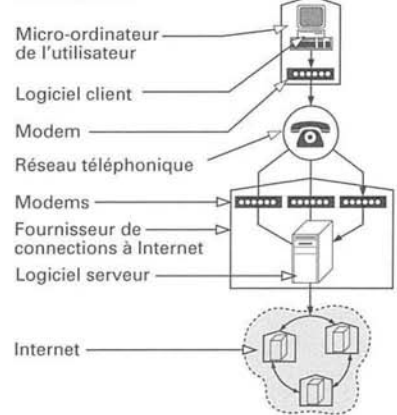 Micro-ordinateur
de l'utilisateur
Logiciel client
Modem
Réseau téléphonique
Modems
Fournisseur de
connections à Internet
Logiciel serveur
Internet